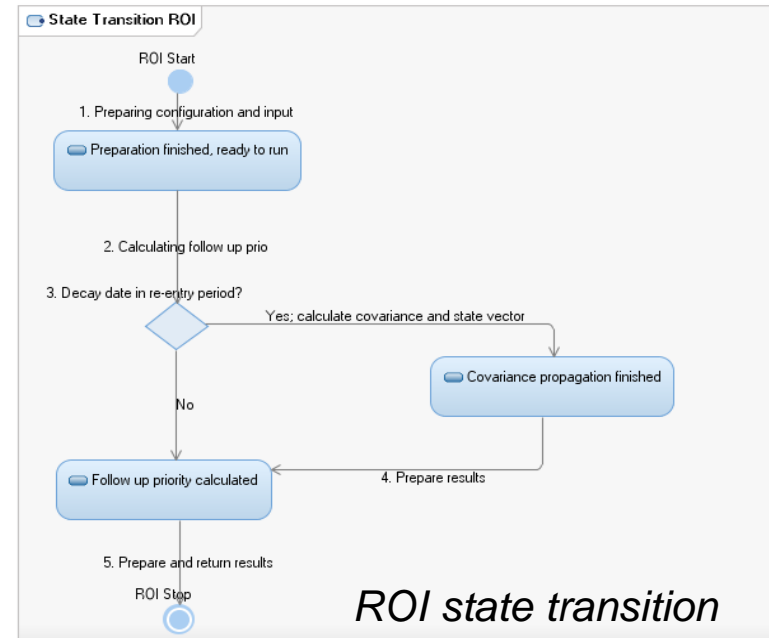 State Transition ROI
ROI Start
1. Preparing configuration and input
Preparation finished, ready to run
2. Calculating follow up prio
3. Decay date in re-entry period?
Yes; calculate covariance and state vector
Covariance propagation finished
No
4. Prepare results
Follow up priority calculated
5. Prepare and return results
ROI Stop
ROI state transition